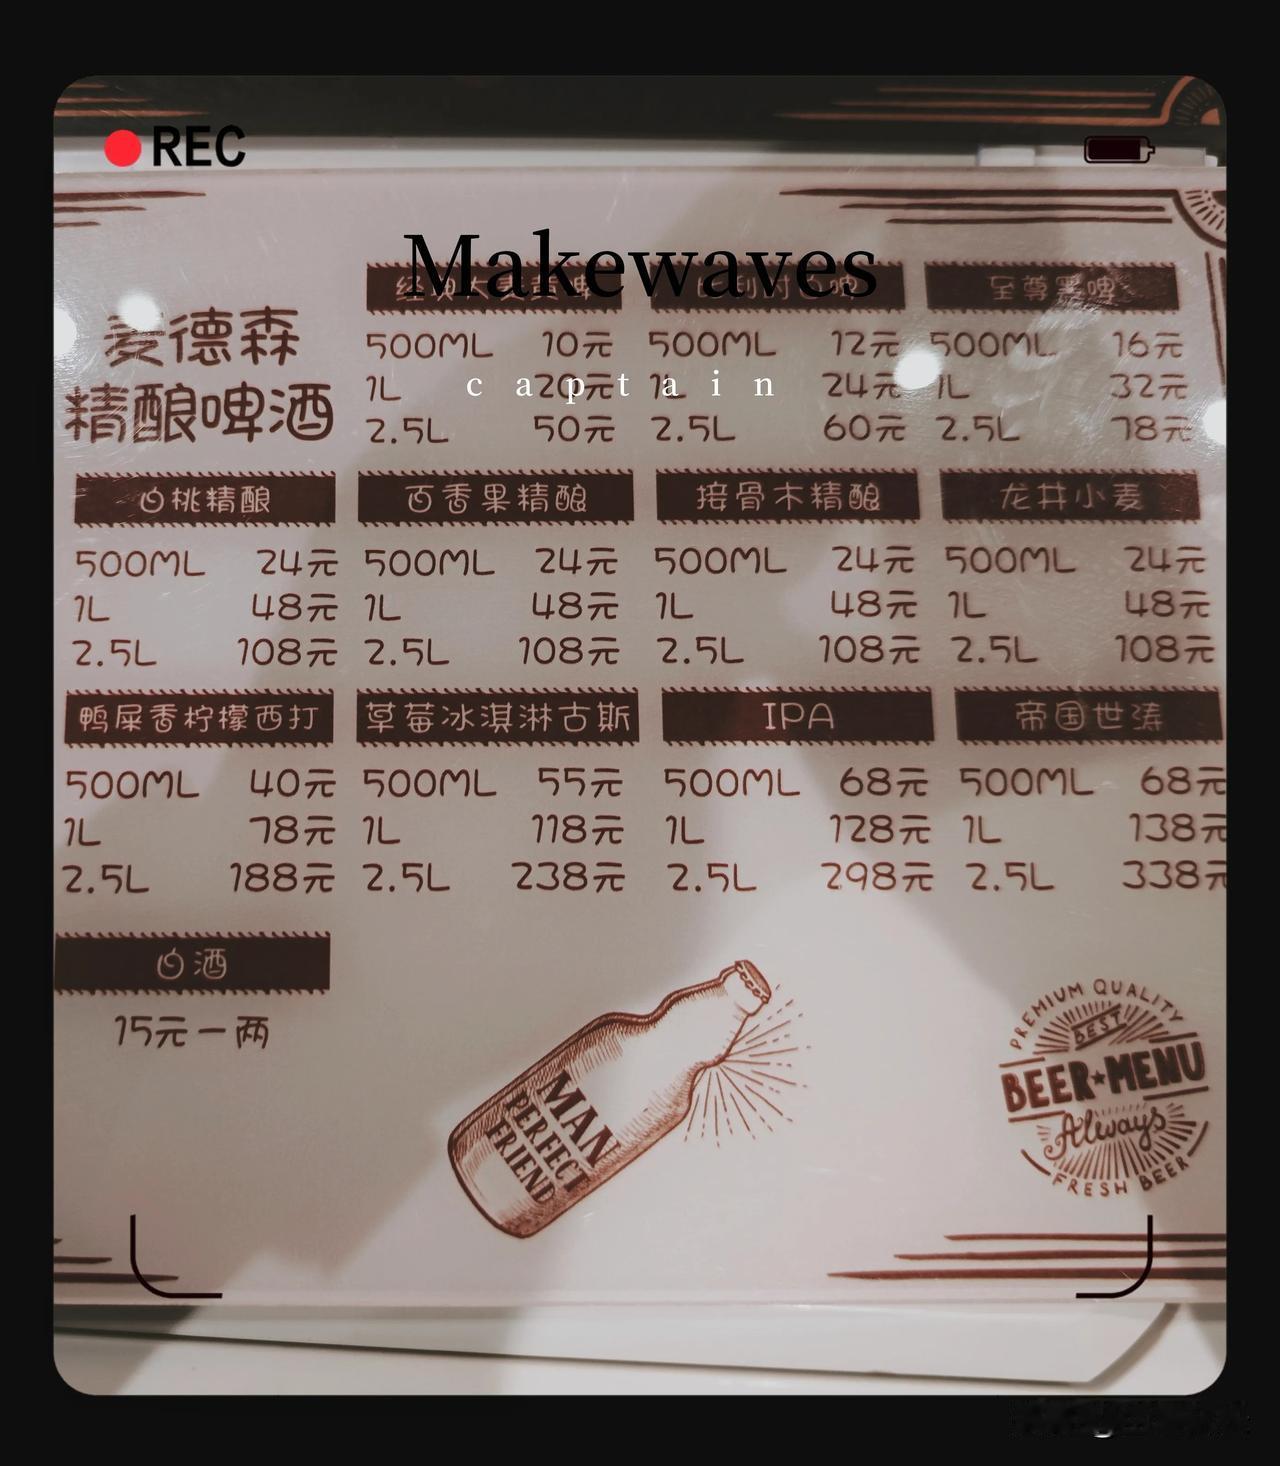 REC
Makewaves
captain
麦德森
精酿啤酒
500ML 10元
1L 20元
2.5L 50元
500ML 12元
1L 24元
2.5L 60元
至尊黑啤
500ML 16元
1L 32元
2.5L 78元
白桃精酿
500ML 24元
1L 48元
2.5L 108元
百香果精酿
500ML 24元
1L 48元
2.5L 108元
接骨木精酿
500ML 24元
1L 48元
2.5L 108元
龙井小麦
500ML 24元
1L 48元
2.5L 108元
鸭屎香柠檬西打
500ML 40元
1L 78元
2.5L 188元
草莓冰淇淋古斯
500ML 55元
1L 118元
2.5L 238元
IPA
500ML 68元
1L 128元
2.5L 298元
帝国世涛
500ML 68元
1L 138元
2.5L 338元
白酒
15元一两
MAN
PERFECT
FRIEND
PREMIUM QUALITY
BEST
BEER MENU
Always
FRESH BEER